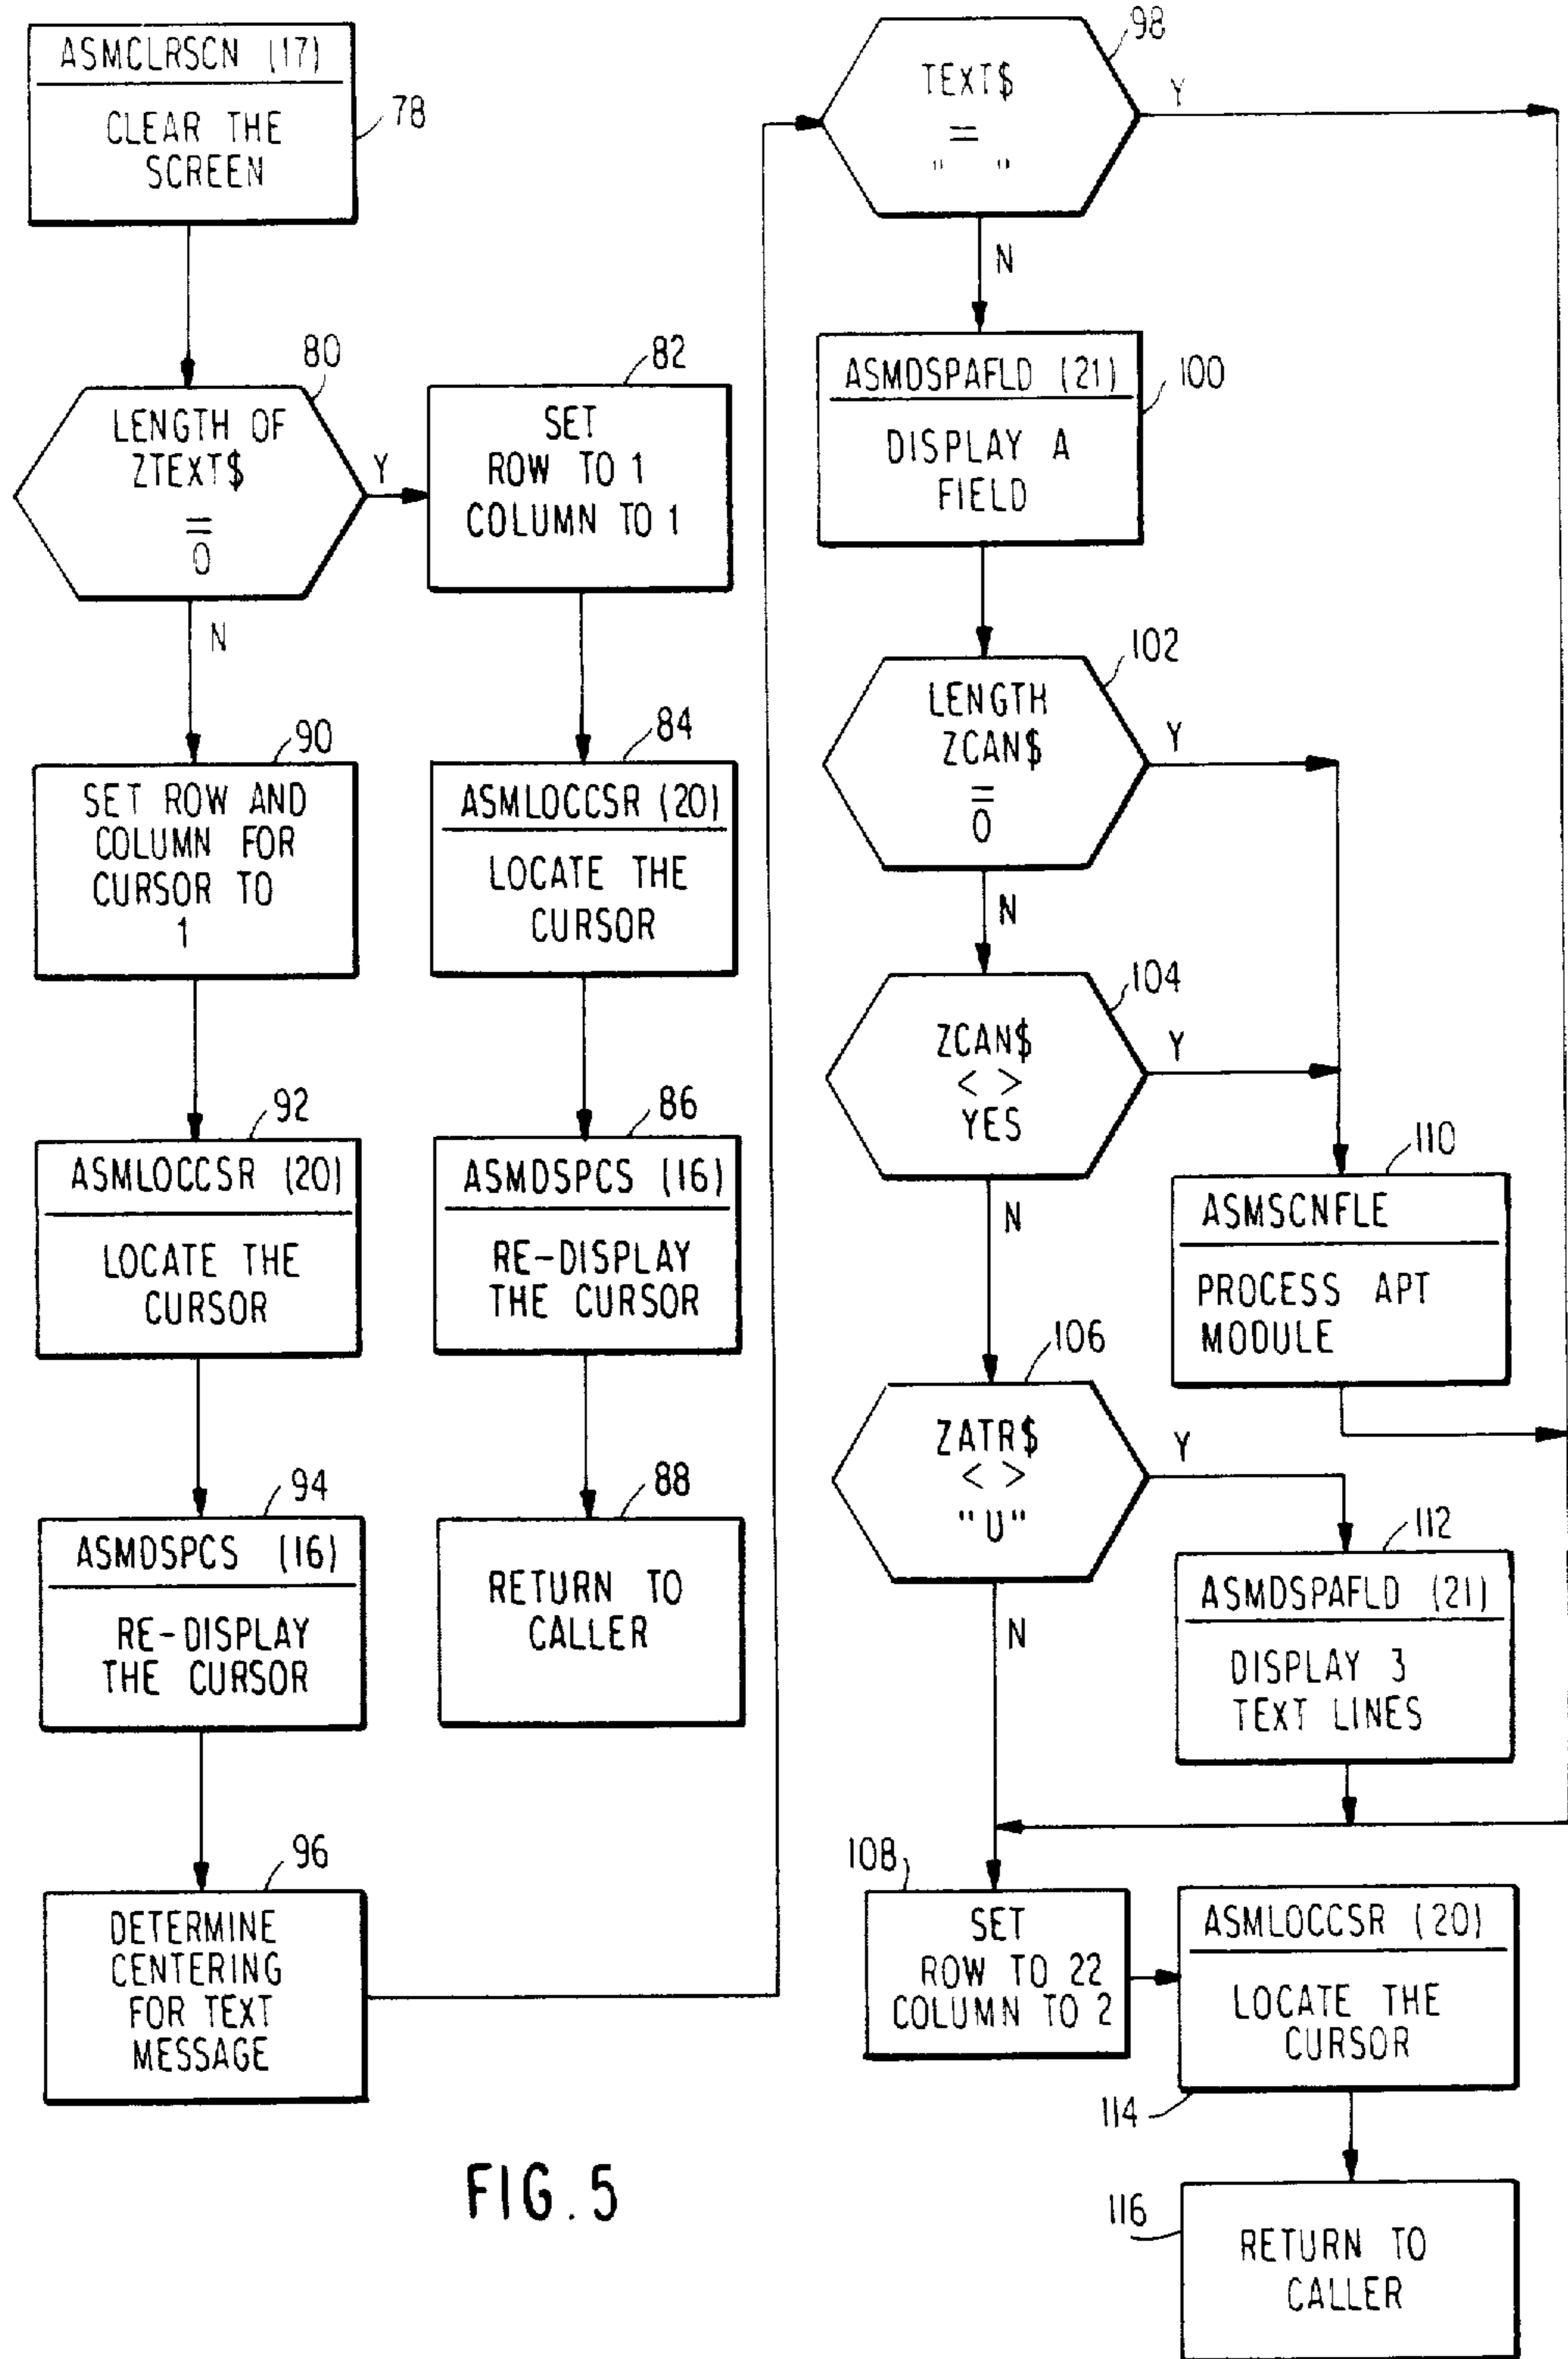 ASMCLRSCN (17)
CLEAR THE
SCREEN
78
80
LENGTH OF
ZTEXT$
=
0
Y
N
82
SET
ROW TO 1
COLUMN TO 1
84
ASMLOCCSR (20)
LOCATE THE
CURSOR
86
ASMDSPCS (16)
RE-DISPLAY
THE CURSOR
88
RETURN TO
CALLER
90
SET ROW AND
COLUMN FOR
CURSOR TO
1
92
ASMLOCCSR (20)
LOCATE THE
CURSOR
94
ASMDSPCS (16)
RE-DISPLAY
THE CURSOR
96
DETERMINE
CENTERING
FOR TEXT
MESSAGE
98
TEXT$
=
" "
Y
N
100
ASMDSPAFLD (21)
DISPLAY A
FIELD
102
LENGTH
ZCAN$
=
0
Y
N
104
ZCAN$
< >
YES
Y
N
110
ASMSCNFLE
PROCESS APT
MODULE
106
ZATR$
< >
"U"
Y
N
112
ASMDSPAFLD (21)
DISPLAY 3
TEXT LINES
108
SET
ROW TO 22
COLUMN TO 2
ASMLOCCSR (20)
LOCATE THE
CURSOR
114
116
RETURN TO
CALLER
FIG. 5